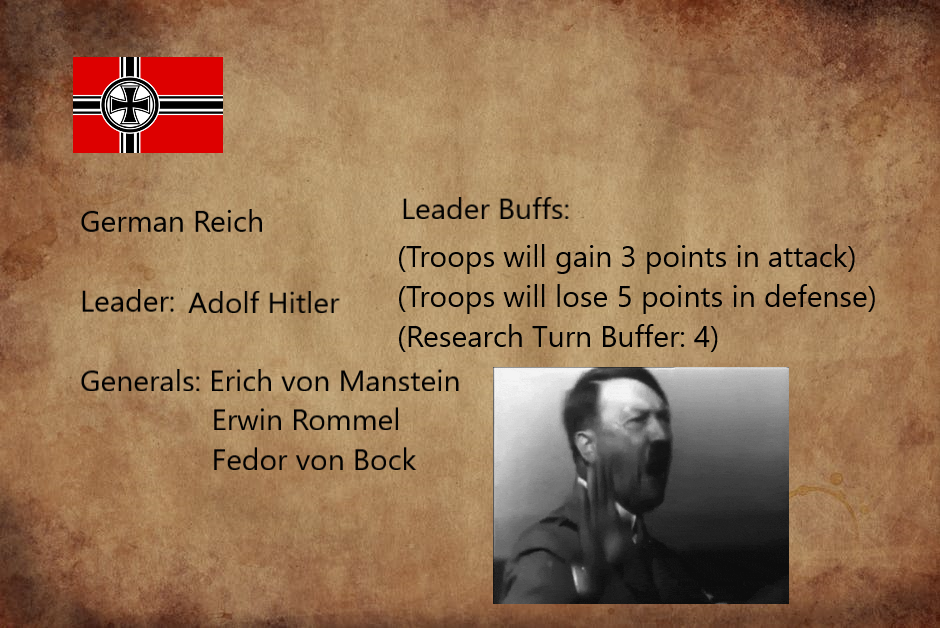 German Reich
Leader: Adolf Hitler
Generals: Erich von Manstein
Erwin Rommel
Fedor von Bock
Leader Buffs:
(Troops will gain 3 points in attack)
(Troops will lose 5 points in defense)
(Research Turn Buffer: 4)